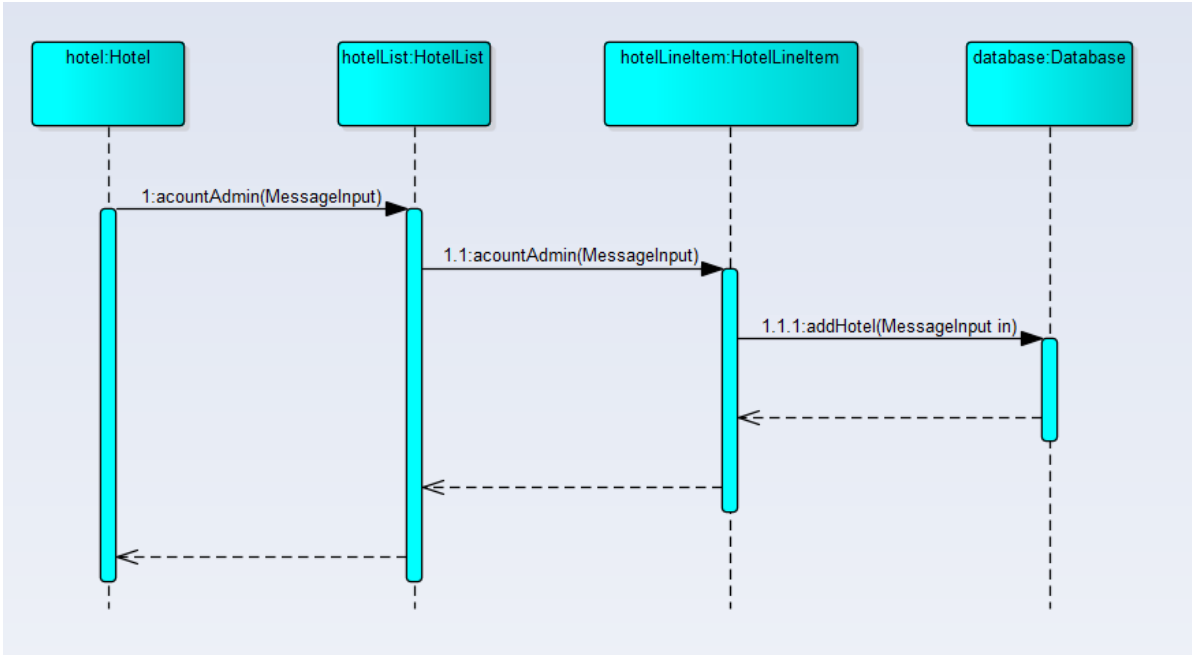 hotel:Hotel
hotelList:HotelList
hotelLineItem:HotelLineItem
database:Database
1:acountAdmin(MessageInput)
1.1:acountAdmin(MessageInput)
1.1.1:addHotel(MessageInput in)